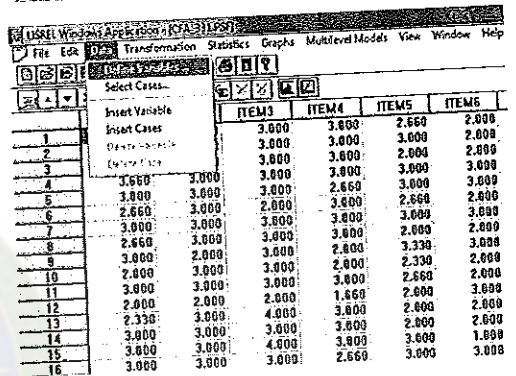 LISREL Windows Application - [CFA-
File Edit Data Transformation Statistics Graphs Multilevel Models View Window Help
Select Cases...
Insert Variable
Insert Cases
Delete Variable
Delete Case
ITEM3 ITEM4 ITEM5 ITEM6
1 3.000 3.000 2.660 2.000
2 3.000 3.000 3.000 3.000
3 3.000 3.000 2.000 2.000
4 3.660 3.000 3.000 3.000 3.000 3.000
5 3.000 3.000 3.000 2.660 3.000 3.000
6 2.660 3.000 2.000 3.000 2.660 2.000
7 3.000 3.000 3.000 3.000 3.000 3.000
8 2.660 3.000 3.000 3.000 2.000 2.000
9 3.000 2.000 3.000 2.000 3.330 3.000
10 2.000 3.000 3.000 2.000 2.330 2.000
11 3.000 3.000 3.000 3.000 2.660 2.000
12 2.000 2.000 2.000 1.660 2.000 3.000
13 2.330 3.000 4.000 3.000 2.000 2.000
14 3.000 3.000 3.000 3.000 2.000 2.000
15 3.000 3.000 4.000 3.000 3.000 1.000
16 3.000 3.000 3.000 2.660 3.000 3.000